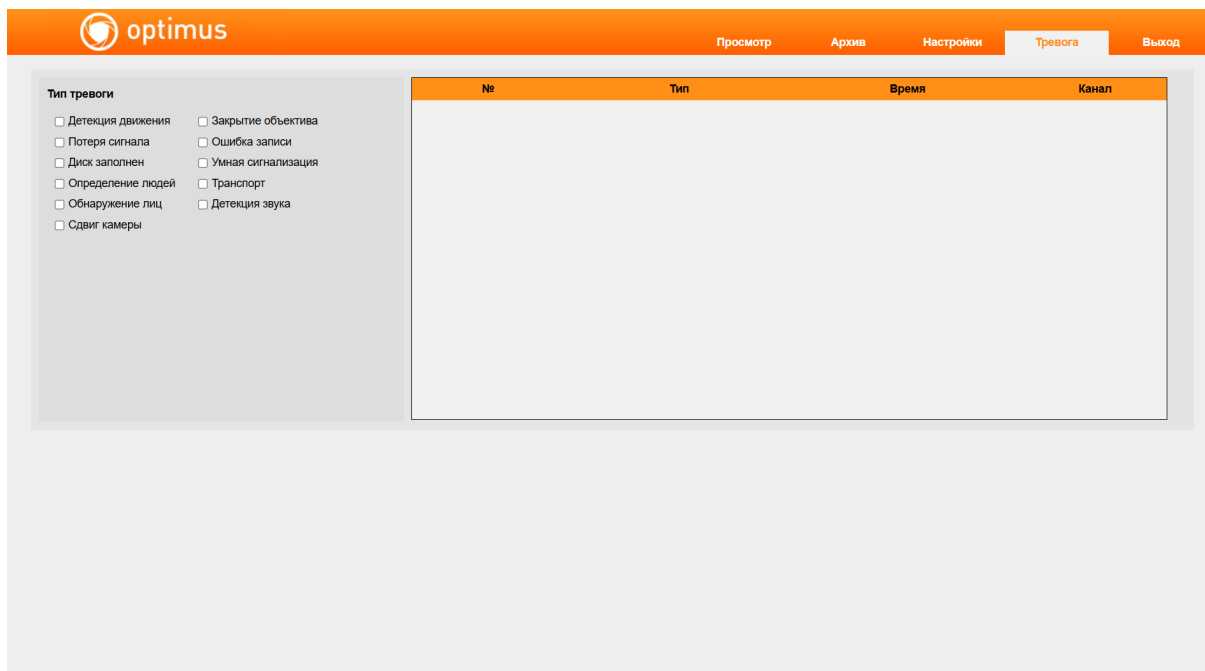 optimus
Просмотр Архив Настройки Тревога Выход
Тип тревоги
Детекция движения Закрытие объектива
Потеря сигнала Ошибка записи
Диск заполнен Умная сигнализация
Определение людей Транспорт
Обнаружение лиц Детекция звука
Сдвиг камеры
№ Тип Время Канал